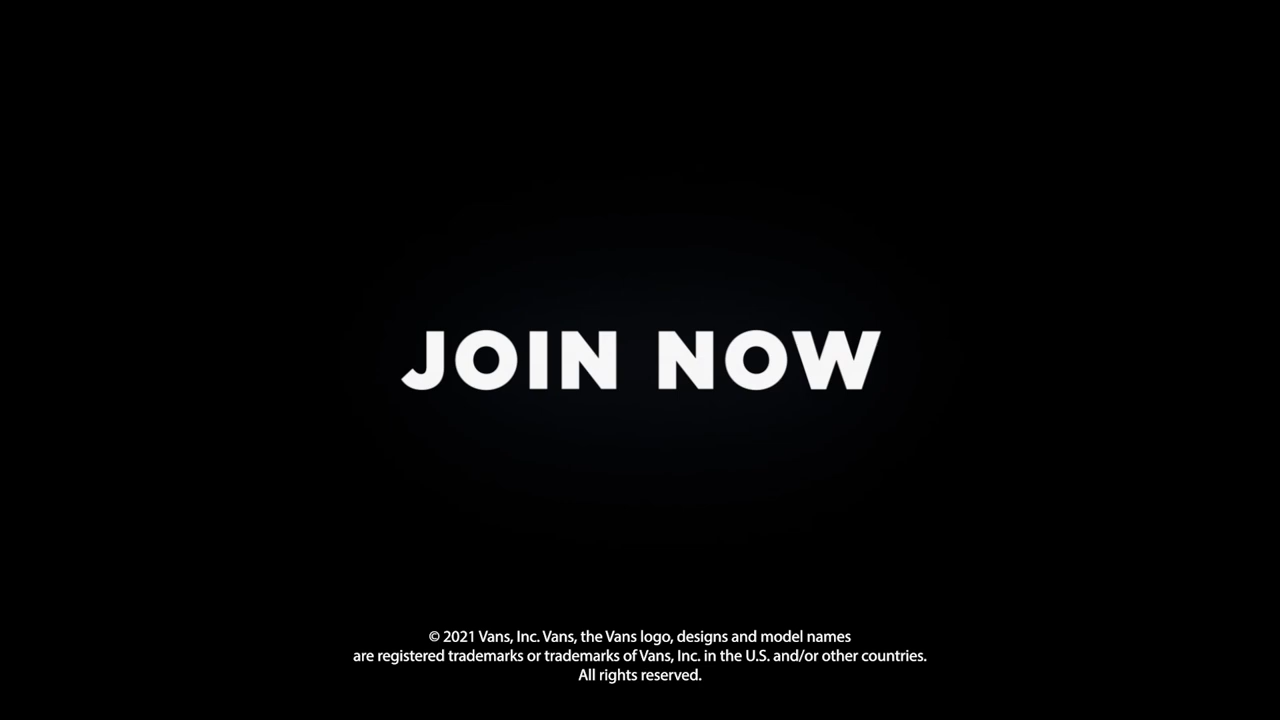 JOIN NOW
© 2021 Vans, Inc. Vans, the Vans logo, designs and model names
are registered trademarks or trademarks of Vans, Inc. in the U.S. and/or other countries.
All rights reserved.